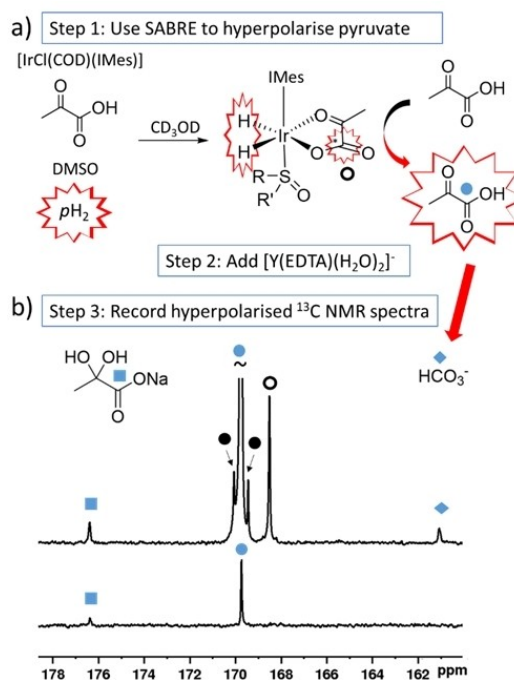 a) Step 1: Use SABRE to hyperpolarise pyruvate
[IrCl(COD)(IMes)]
O
OH
O
DMSO
pH₂
CD₃OD
IMes
H
H
Ir
O
O
O
R-S
R'
O
O
OH
O
O
OH
O
Step 2: Add [Y(EDTA)(H₂O)₂]⁻
b) Step 3: Record hyperpolarised ¹³C NMR spectra
HO OH
ONa
O
~
HCO₃⁻
178 176 174 172 170 168 166 164 162 ppm